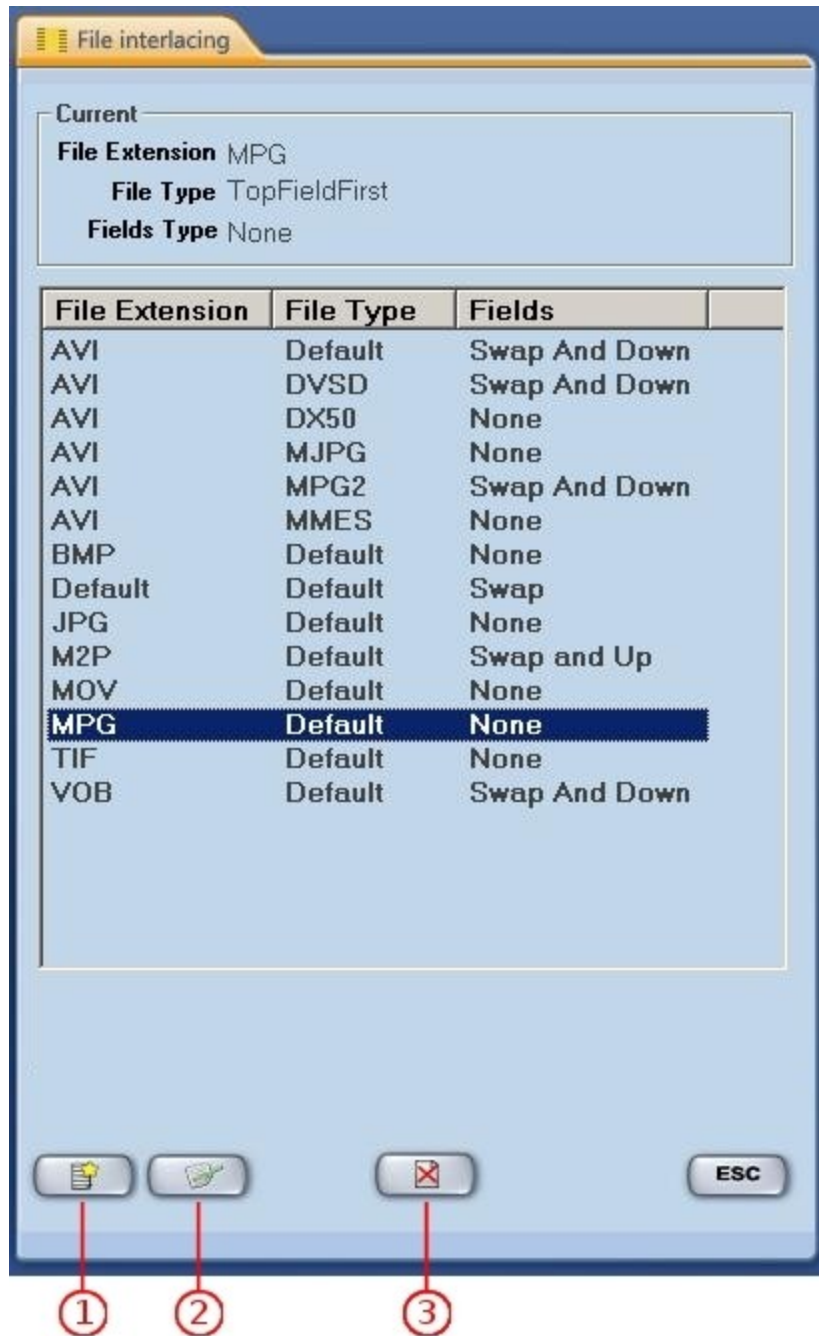 File interlacing
Current
File Extension MPG
File Type TopFieldFirst
Fields Type None
File Extension File Type Fields
AVI Default Swap And Down
AVI DVSD Swap And Down
AVI DX50 None
AVI MJPG None
AVI MPG2 Swap And Down
AVI MMES None
BMP Default None
Default Default Swap
JPG Default None
M2P Default Swap and Up
MOV Default None
MPG Default None
TIF Default None
VOB Default Swap And Down
ESC
1 2 3